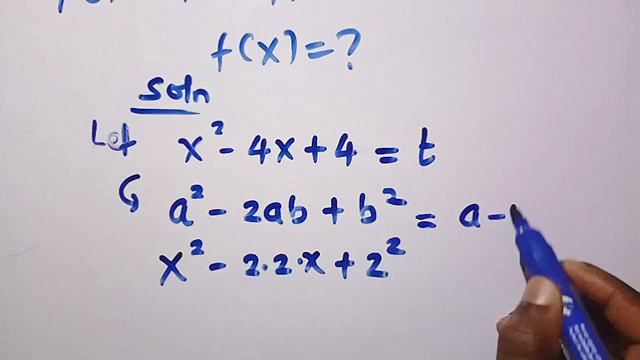 f(x)=?
Soln
Let x² - 4x + 4 = t
a² - 2ab + b² = a -
x² - 2·2·x + 2²